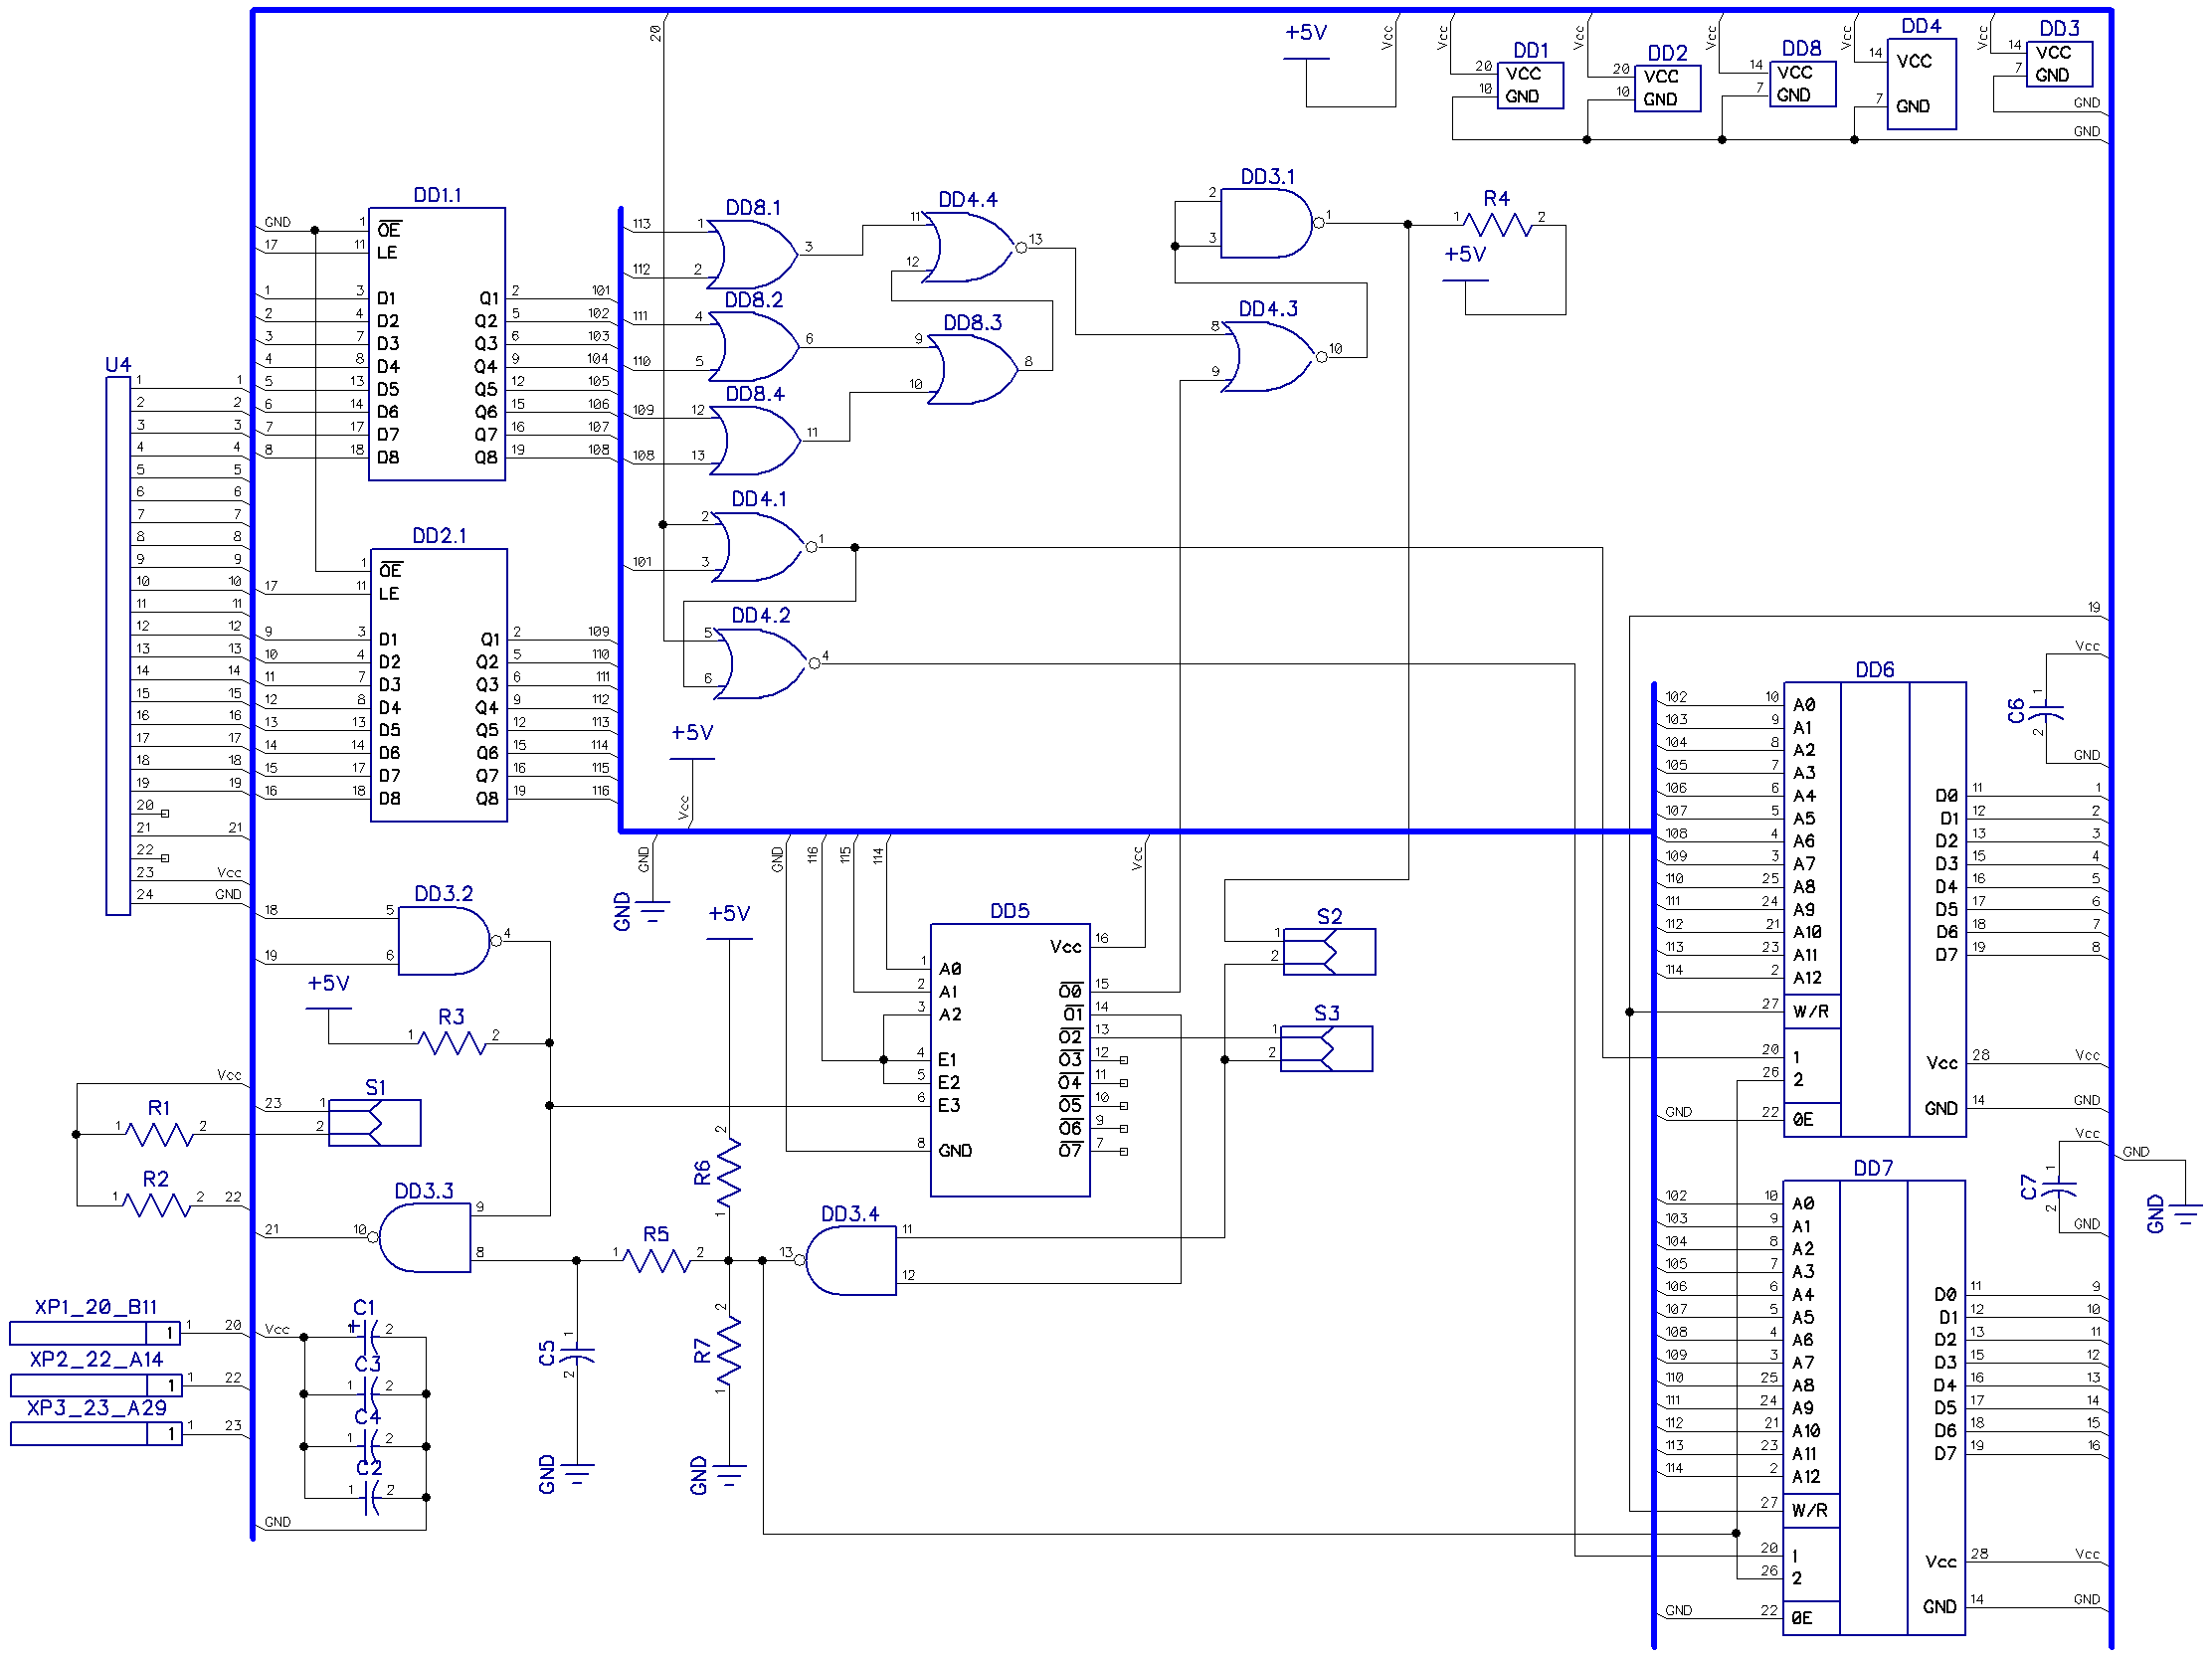 20
+5V
Vcc
Vcc
Vcc
Vcc
Vcc
Vcc
DD1
20 VCC
10 GND
DD2
20 VCC
10 GND
DD8
14 VCC
7 GND
DD4
14 VCC
7 GND
DD3
14 VCC
7 GND
GND
GND
DD1.1
GND 1 OE
17 11 LE
1 3 D1 Q1 2 101
2 4 D2 Q2 5 102
3 7 D3 Q3 6 103
4 8 D4 Q4 9 104
5 13 D5 Q5 12 105
6 14 D6 Q6 15 106
7 17 D7 Q7 16 107
8 18 D8 Q8 19 108
DD2.1
1 OE
17 11 LE
9 3 D1 Q1 2 109
10 4 D2 Q2 5 110
11 7 D3 Q3 6 111
12 8 D4 Q4 9 112
13 13 D5 Q5 12 113
14 14 D6 Q6 15 114
15 17 D7 Q7 16 115
16 18 D8 Q8 19 116
U4
1 1
2 2
3 3
4 4
5 5
6 6
7 7
8 8
9 9
10 10
11 11
12 12
13 13
14 14
15 15
16 16
17 17
18 18
19 19
20
21 21
22
23 Vcc
24 GND
DD8.1
113 1
112 2
3
DD8.2
111 4
110 5
6
DD8.4
109 12
108 13
11
DD8.3
9
10
8
DD4.4
11
12
13
DD3.1
2
3
1
R4
1 2
+5V
DD4.3
8
9
10
DD4.1
2
101 3
1
DD4.2
5
6
4
+5V
Vcc
GND
GND
GND
116
115
114
Vcc
DD3.2
18 5
19 6
4
+5V
R3
1 2
Vcc
S1
23 1
2
R1
1 2
R2
1 2 22
DD3.3
21 10
9
8
XP1_20_B11
1 1 20
XP2_22_A14
1 1 22
XP3_23_A29
1 1 23
Vcc
C1
+ 2
C3
1 2
C4
1 2
C2
1 2
GND
+5V
R6
2
1
R5
1 2
R7
2
1
GND
C5
1
2
GND
DD3.4
13
11
12
DD5
Vcc 16
1 A0
2 A1
3 A2
4 E1
5 E2
6 E3
8 GND
O0 15
O1 14
O2 13
O3 12
O4 11
O5 10
O6 9
O7 7
S2
1
2
S3
1
2
19
DD6
102 10 A0
103 9 A1
104 8 A2
105 7 A3
106 6 A4
107 5 A5
108 4 A6
109 3 A7
110 25 A8
111 24 A9
112 21 A10
113 23 A11
114 2 A12
27 W/R
20 1
26 2
GND 22 0E
D0 11 1
D1 12 2
D2 13 3
D3 15 4
D4 16 5
D5 17 6
D6 18 7
D7 19 8
Vcc 28 Vcc
GND 14 GND
Vcc
C6
1
2
GND
DD7
102 10 A0
103 9 A1
104 8 A2
105 7 A3
106 6 A4
107 5 A5
108 4 A6
109 3 A7
110 25 A8
111 24 A9
112 21 A10
113 23 A11
114 2 A12
27 W/R
20 1
26 2
GND 22 0E
D0 11 9
D1 12 10
D2 13 11
D3 15 12
D4 16 13
D5 17 14
D6 18 15
D7 19 16
Vcc 28 Vcc
GND 14 GND
Vcc
C7
1
2
GND
GND
GND